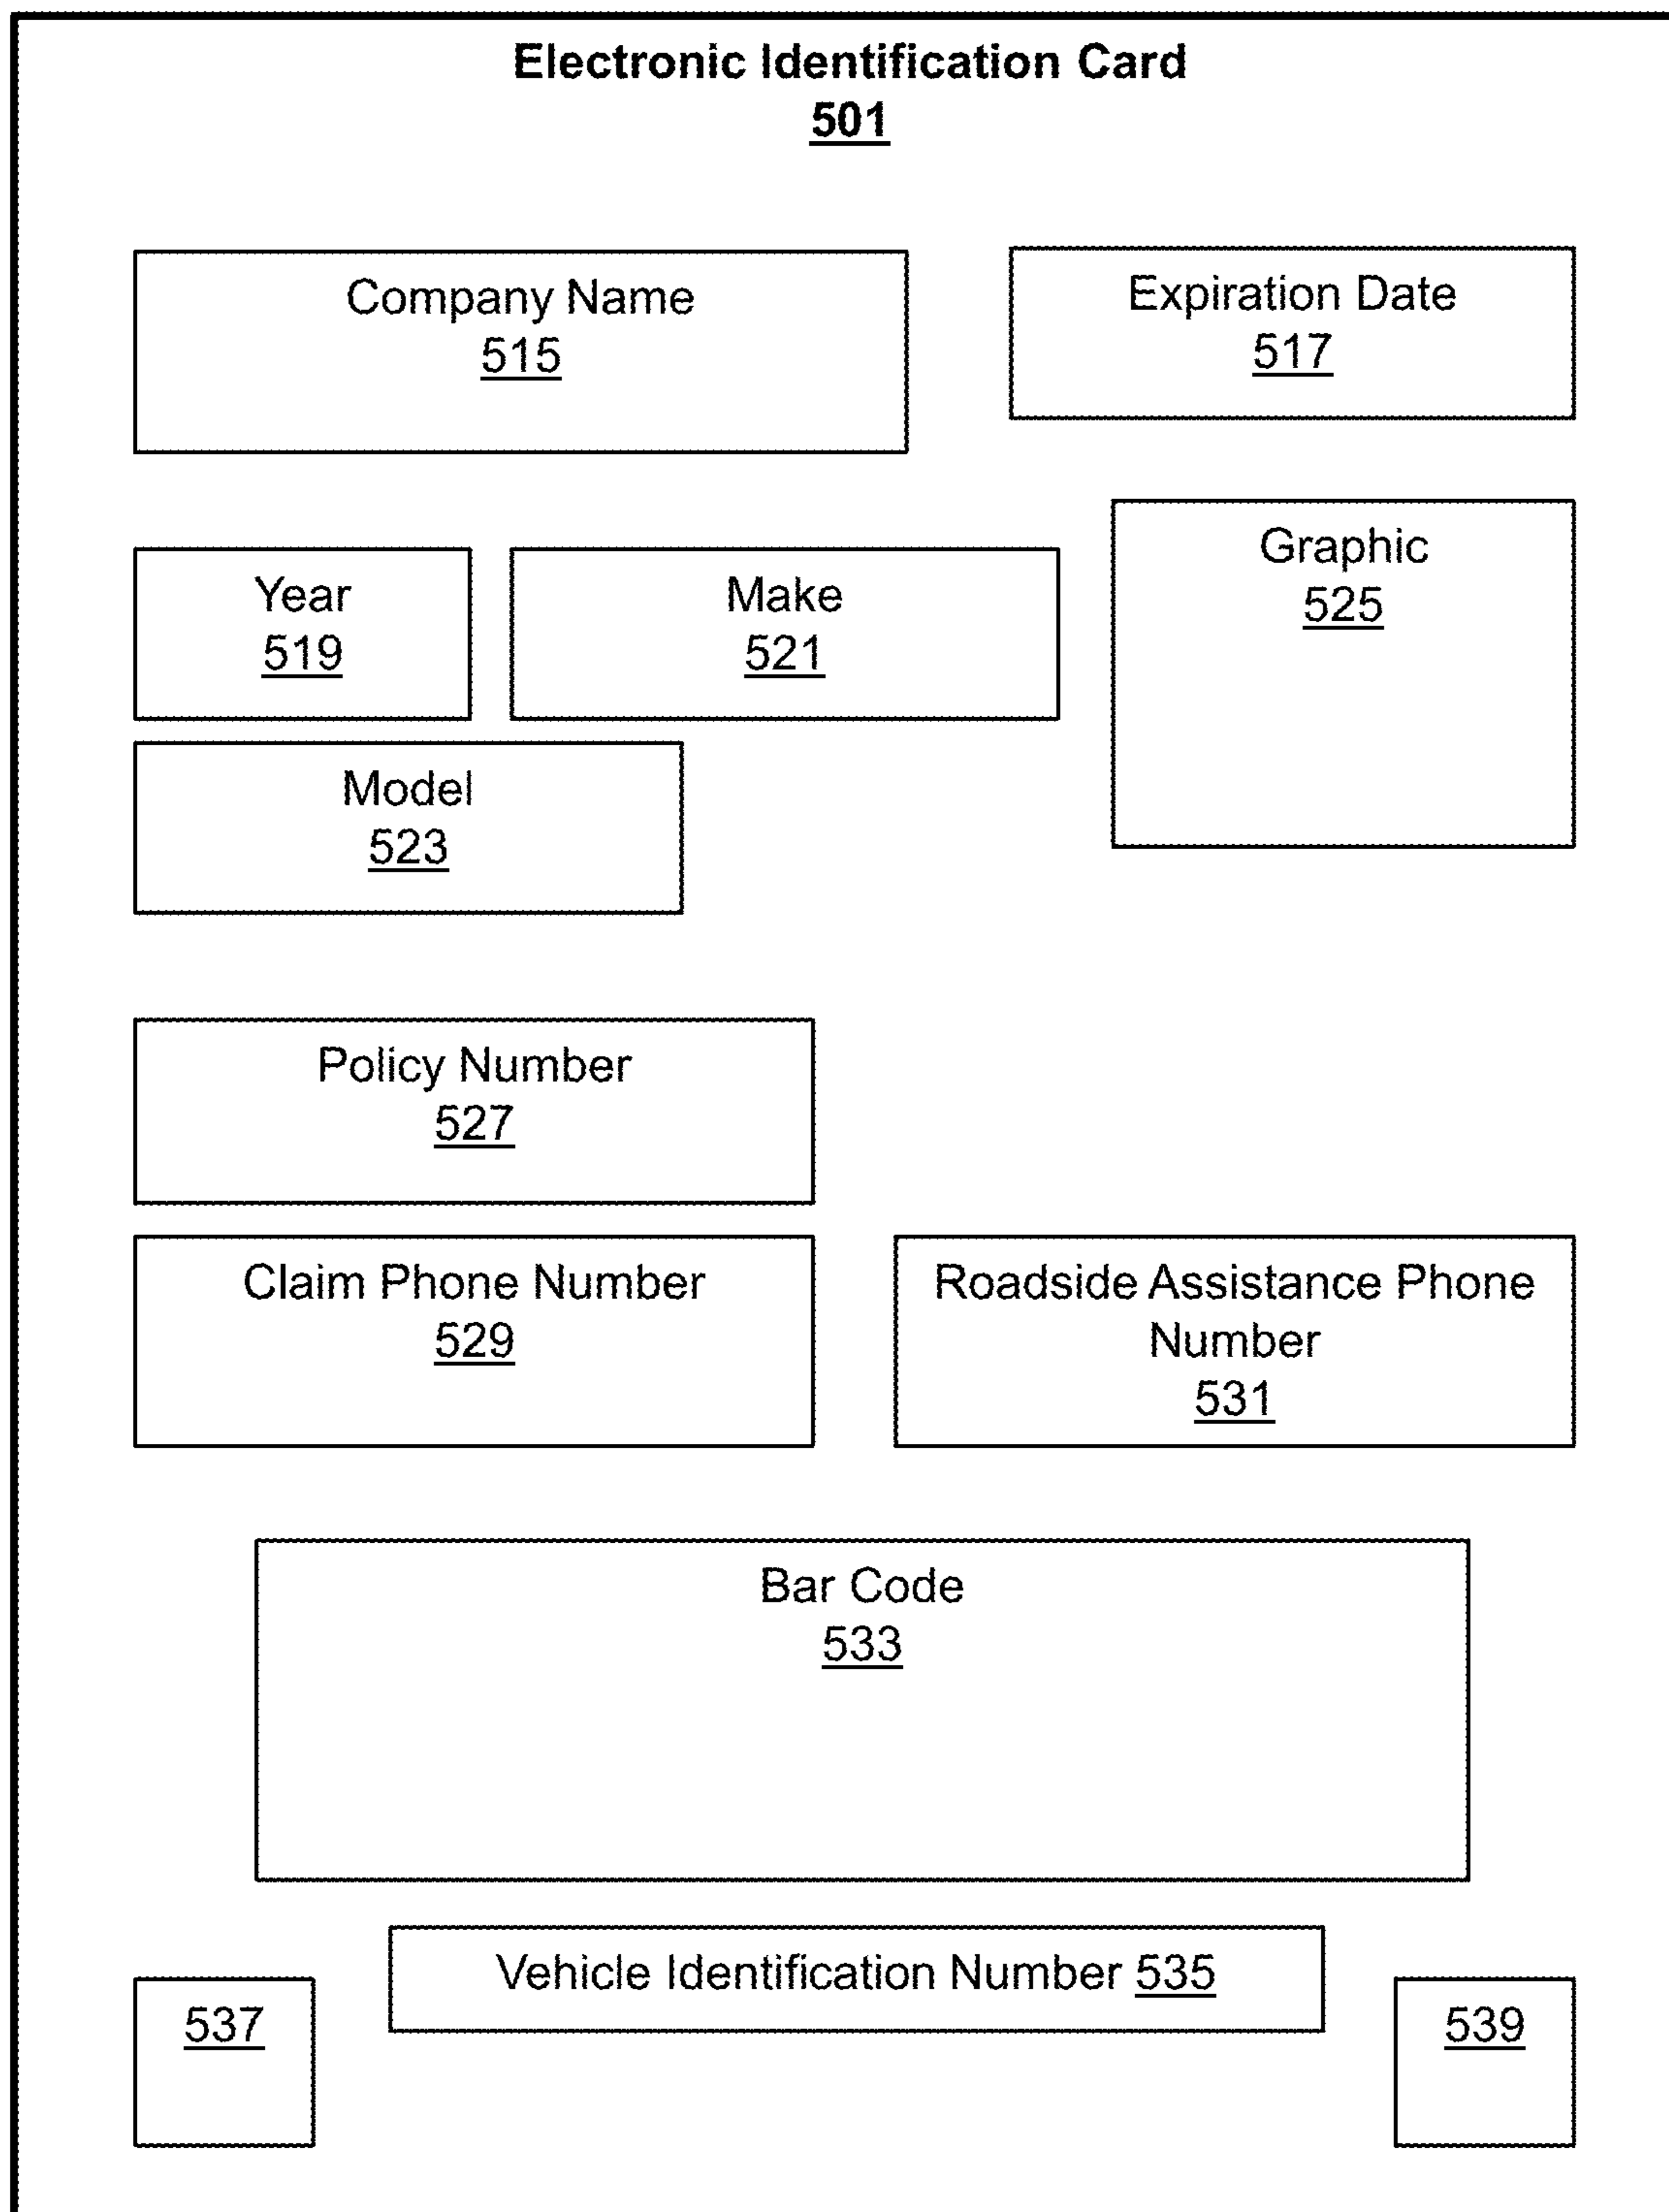 Electronic Identification Card
501
Company Name
515
Expiration Date
517
Year
519
Make
521
Graphic
525
Model
523
Policy Number
527
Claim Phone Number
529
Roadside Assistance Phone
Number
531
Bar Code
533
Vehicle Identification Number 535
537
539